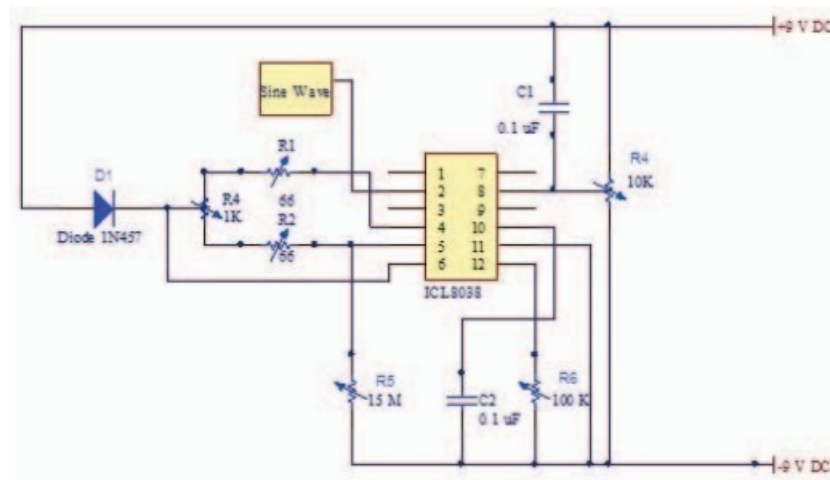 +9 V DC
Sine Wave
C1
0.1 uF
R1
66
R4
10K
D1
Diode 1N457
R4
1K
R2
66
1 7
2 8
3 9
4 10
5 11
6 12
ICL8038
R5
15 M
C2
0.1 uF
R6
100 K
-9 V DC